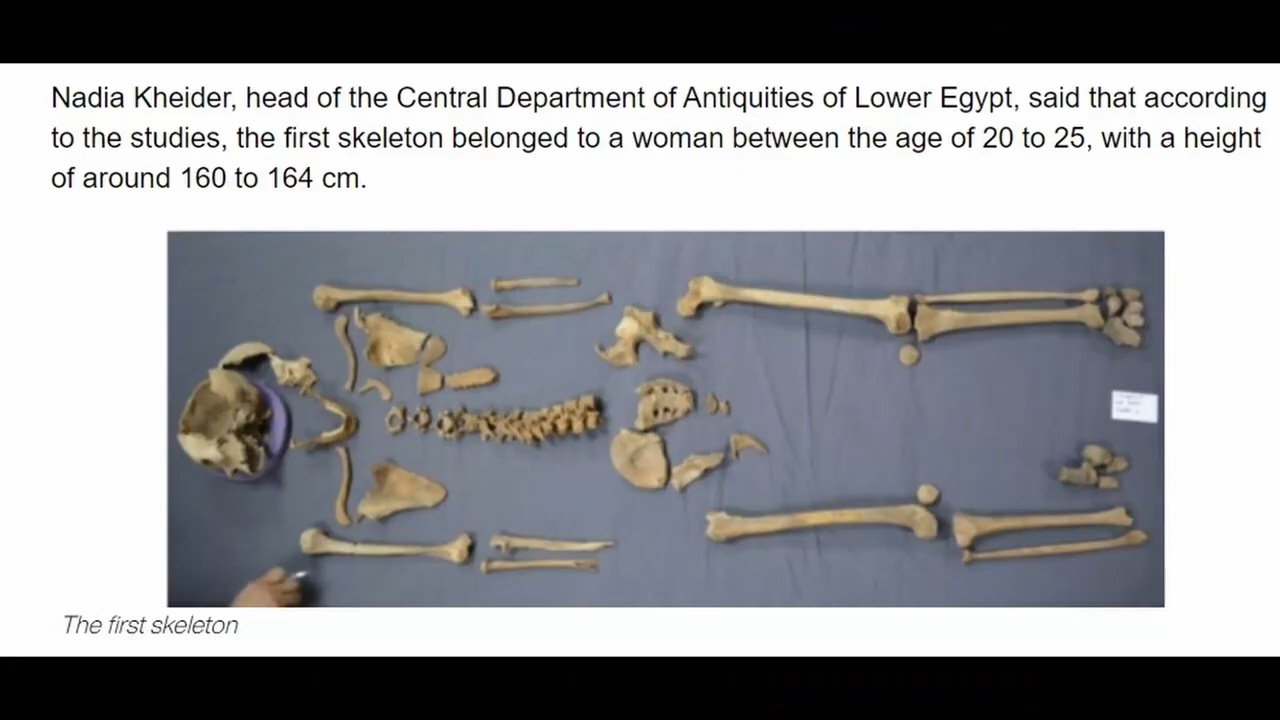 Nadia Kheider, head of the Central Department of Antiquities of Lower Egypt, said that according
to the studies, the first skeleton belonged to a woman between the age of 20 to 25, with a height
of around 160 to 164 cm.
The first skeleton